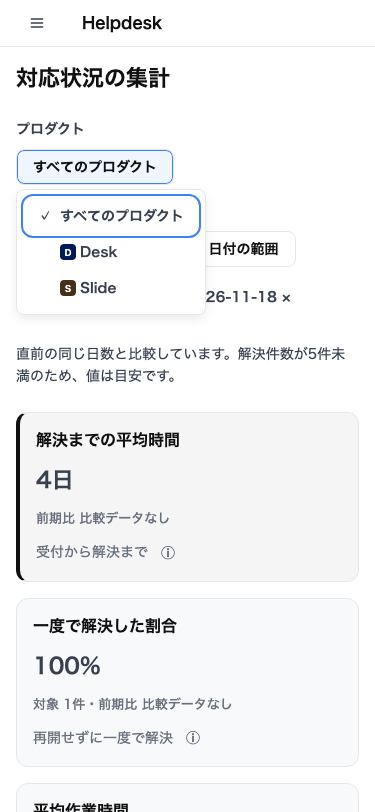 Helpdesk
対応状況の集計
プロダクト
すべてのプロダクト
✓ すべてのプロダクト
D Desk
S Slide
日付の範囲
26-11-18 ×
直前の同じ日数と比較しています。解決件数が5件未
満のため、値は目安です。
解決までの平均時間
4日
前期比 比較データなし
受付から解決まで ⓘ
一度で解決した割合
100%
対象 1件・前期比 比較データなし
再開せずに一度で解決 ⓘ
平均作業時間